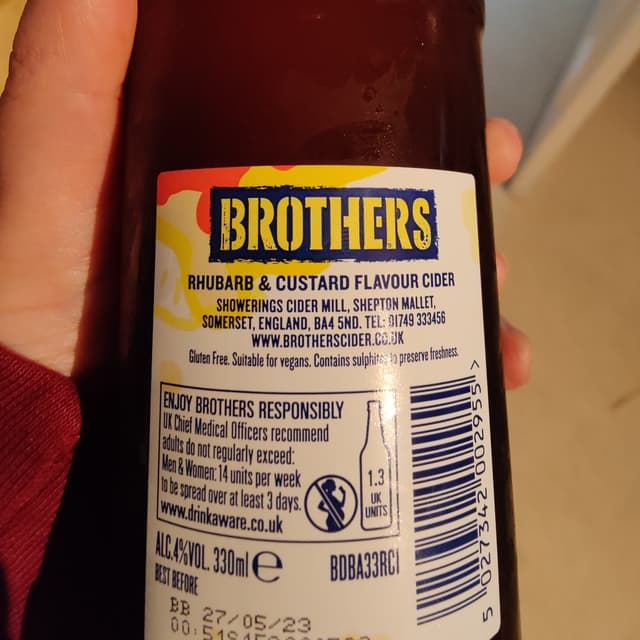 BROTHERS
RHUBARB & CUSTARD FLAVOUR CIDER
SHOWERINGS CIDER MILL, SHEPTON MALLET,
SOMERSET, ENGLAND, BA4 5ND. TEL: 01749 333456
WWW.BROTHERSCIDER.CO.UK
Gluten Free. Suitable for vegans. Contains sulphites to preserve freshness.
ENJOY BROTHERS RESPONSIBLY
UK Chief Medical Officers recommend
adults do not regularly exceed:
Men & Women: 14 units per week
to be spread over at least 3 days.
www.drinkaware.co.uk
1.3
UK
UNITS
ALC.4%VOL. 330ml e
BDBA33RCI
BEST BEFORE
BB 27/05/23
5 027342 002955 >